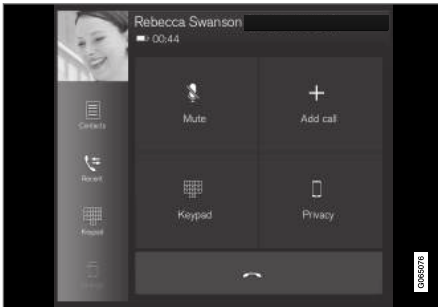 Rebecca Swanson
00:44
Contacts
Mute
Add call
Recent
Keypad
Keypad
Privacy
G065076